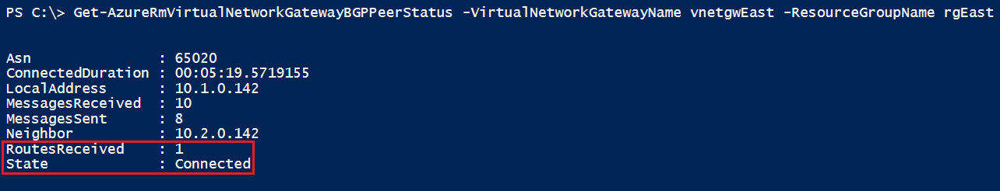 PS C:\> Get-AzureRmVirtualNetworkGatewayBGPPeerStatus -VirtualNetworkGatewayName vnetgwEast -ResourceGroupName rgEast
Asn : 65020
ConnectedDuration : 00:05:19.5719155
LocalAddress : 10.1.0.142
MessagesReceived : 10
MessagesSent : 8
Neighbor : 10.2.0.142
RoutesReceived : 1
State : Connected